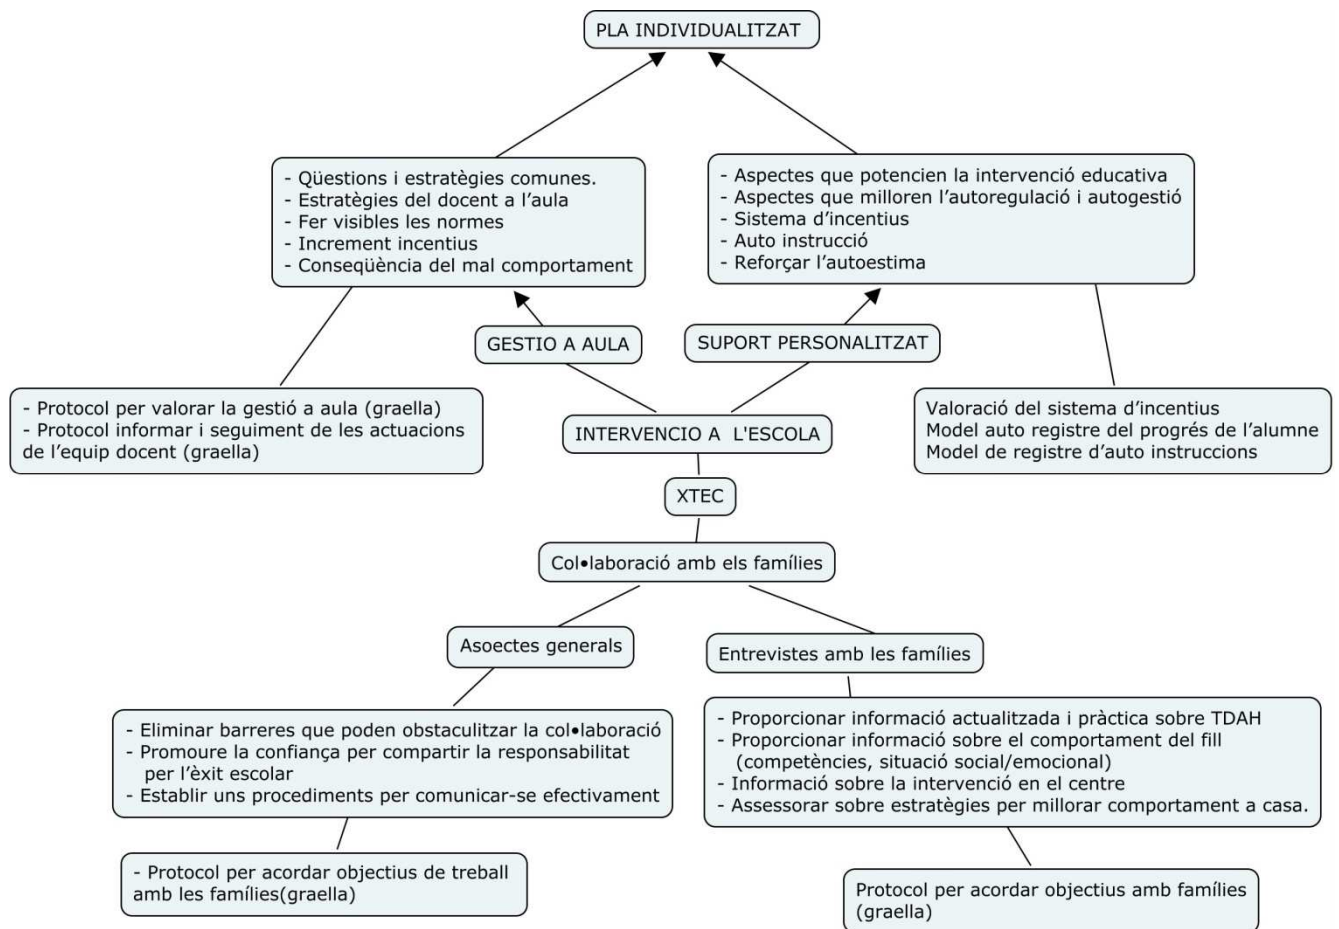 PLA INDIVIDUALITZAT
- Qüestions i estratègies comunes.
- Estratègies del docent a l’aula
- Fer visibles les normes
- Increment incentius
- Conseqüència del mal comportament
- Aspectes que potencien la intervenció educativa
- Aspectes que milloren l’autoregulació i autogestió
- Sistema d’incentius
- Auto instrucció
- Reforçar l’autoestima
GESTIO A AULA
SUPORT PERSONALITZAT
- Protocol per valorar la gestió a aula (graella)
- Protocol informar i seguiment de les actuacions
de l’equip docent (graella)
INTERVENCIO A L'ESCOLA
Valoració del sistema d’incentius
Model auto registre del progrés de l’alumne
Model de registre d’auto instruccions
XTEC
Col•laboració amb els famílies
Asoectes generals
Entrevistes amb les famílies
- Eliminar barreres que poden obstaculitzar la col•laboració
- Promoure la confiança per compartir la responsabilitat
per l’èxit escolar
- Establir uns procediments per comunicar-se efectivament
- Proporcionar informació actualitzada i pràctica sobre TDAH
- Proporcionar informació sobre el comportament del fill
(competències, situació social/emocional)
- Informació sobre la intervenció en el centre
- Assessorar sobre estratègies per millorar comportament a casa.
- Protocol per acordar objectius de treball
amb les famílies(graella)
Protocol per acordar objectius amb famílies
(graella)